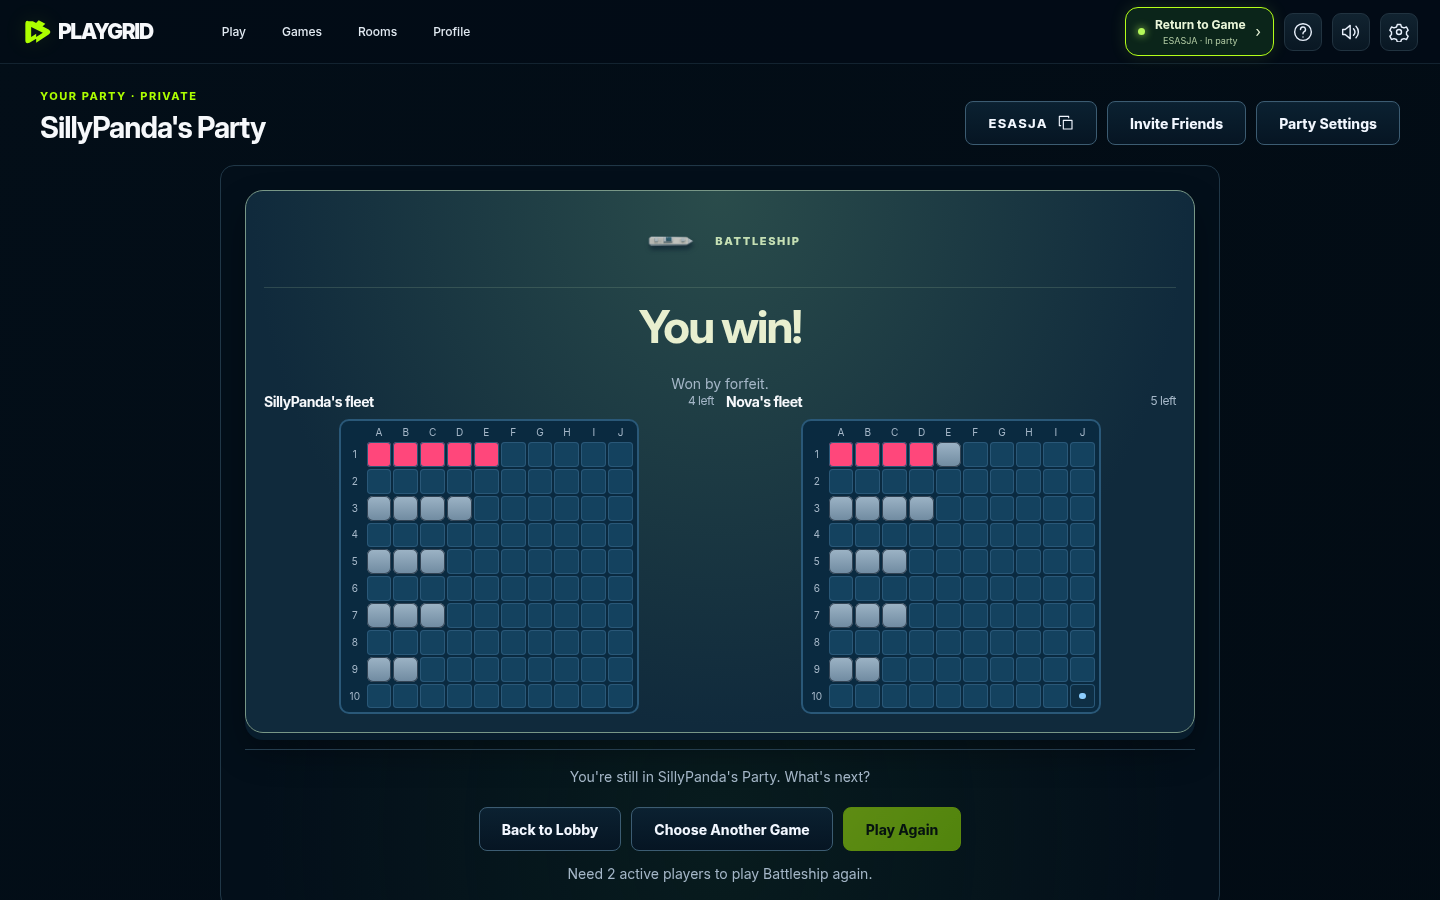 PLAYGRID
Play Games Rooms Profile
Return to Game
ESASJA · In party
YOUR PARTY · PRIVATE
SillyPanda's Party
ESASJA
Invite Friends
Party Settings
BATTLESHIP
You win!
Won by forfeit.
SillyPanda's fleet 4 left
Nova's fleet 5 left
A B C D E F G H I J
1
2
3
4
5
6
7
8
9
10
A B C D E F G H I J
1
2
3
4
5
6
7
8
9
10
You're still in SillyPanda's Party. What's next?
Back to Lobby
Choose Another Game
Play Again
Need 2 active players to play Battleship again.